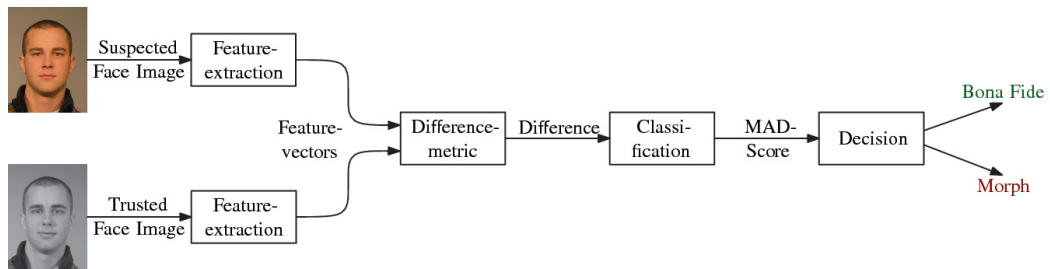 Suspected
Face Image
Feature-
extraction
Feature-
vectors
Trusted
Face Image
Feature-
extraction
Difference-
metric
Difference
Classi-
fication
MAD-
Score
Decision
Bona Fide
Morph